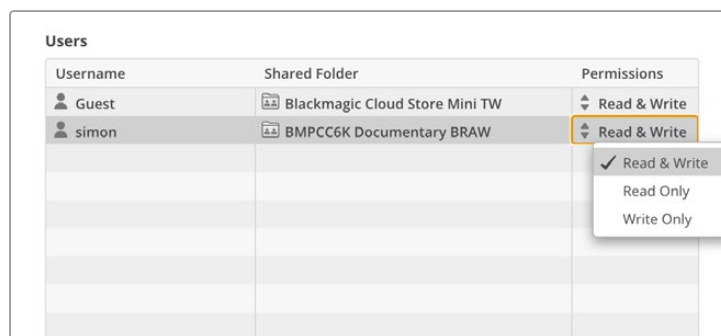 Users
Username Shared Folder Permissions
Guest Blackmagic Cloud Store Mini TW Read & Write
simon BMPCC6K Documentary BRAW Read & Write
Read & Write
Read Only
Write Only